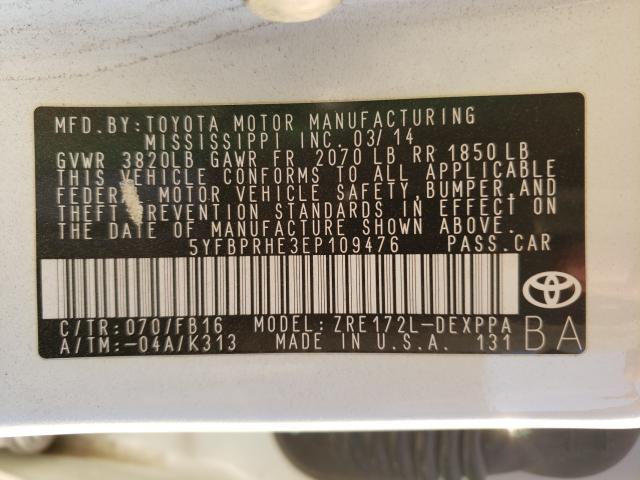 MFD.BY:TOYOTA MOTOR MANUFACTURING
MISSISSIPPI INC. 03/14
GVWR 3820LB GAWR FR 2070 LB RR 1850LB
THIS VEHICLE CONFORMS TO ALL APPLICABLE
FEDERAL MOTOR VEHICLE SAFETY,BUMPER,AND
THEFT PREVENTION STANDARDS IN EFFECT ON
THE DATE OF MANUFACTURE SHOWN ABOVE.
5YFBPRHE3EP109476 PASS.CAR
C/TR:070/FB16 MODEL:ZRE172L-DEXPPA
A/TM:-04A/K313 MADE IN U.S.A. 131
BA